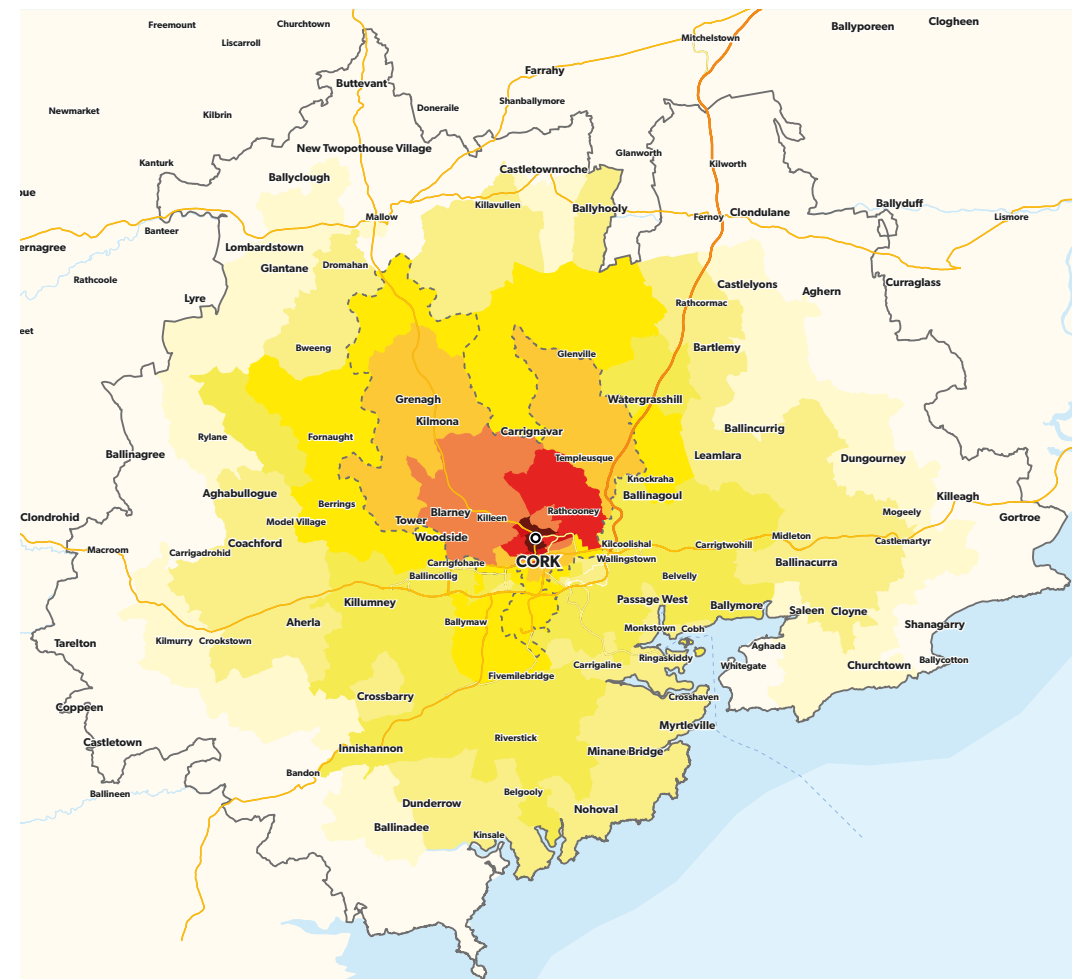 Freemount
Churchtown
Clogheen
Ballyporeen
Liscarroll
Mitchelstown
Farrahy
Buttevant
Shanballymore
Newmarket
Kilbrin
Doneraile
New Twopothouse Village
Glanworth
Kanturk
Kilworth
Castletownroche
Ballyclough
oue
Killavullen
Ballyhooly
Ballyduff
Mallow
Fernoy
Clondulane
Lismore
Banteer
ernagree
Lombardstown
Glantane
Dromahan
Rathcoole
Castlelyons
Curraglass
Aghern
Lyre
Rathcormac
eet
Bweeng
Glenville
Bartlemy
Grenagh
Watergrasshill
Kilmona
Carrignavar
Ballincurrig
Rylane
Fornaught
Ballinagree
Templeusque
Leamlara
Dungourney
Knockraha
Aghabullogue
Ballinagoul
Killeagh
Berrings
Blarney
Killeen
Rathcooney
Mogeely
Clondrohid
Model Village
Tower
Gortroe
Woodside
Midleton
Coachford
Kilcoolishal
Carrigtwohill
Castlemartyr
Macroom
Carrigadrohid
Carrigfohane
CORK
Wallingstown
Ballinacurra
Ballincollig
Belvelly
Killumney
Passage West
Ballymore
Saleen
Cloyne
Aherla
Ballymaw
Monkstown
Cobh
Shanagarry
Tarelton
Kilmurry
Crookstown
Aghada
Ringaskiddy
Ballycotton
Carrigaline
Whitegate
Churchtown
Fivemilebridge
Crossbarry
Crosshaven
Coppeen
Myrtleville
Riverstick
Castletown
Innishannon
Minane Bridge
Bandon
Ballineen
Belgooly
Dunderrow
Nohoval
Ballinadee
Kinsale